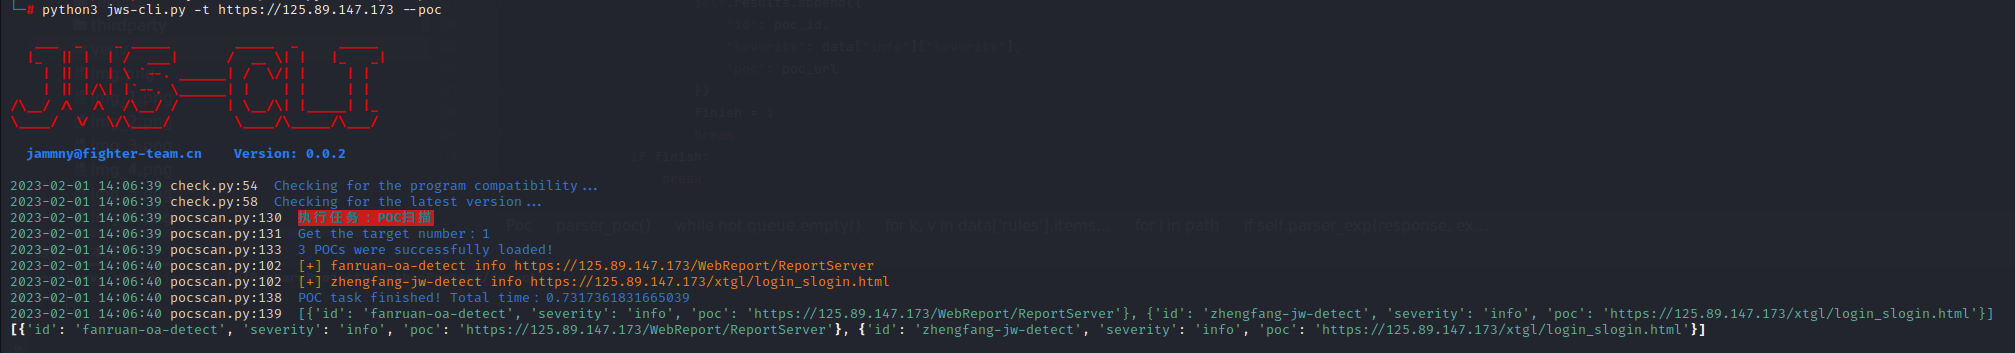 └─# python3 jws-cli.py -t https://125.89.147.173 --poc
JWS-CLI
jammny@fighter-team.cn    Version: 0.0.2
2023-02-01 14:06:39 check.py:54  Checking for the program compatibility...
2023-02-01 14:06:39 check.py:58  Checking for the latest version...
2023-02-01 14:06:39 pocscan.py:130  执行任务：POC扫描
2023-02-01 14:06:39 pocscan.py:131  Get the target number：1
2023-02-01 14:06:39 pocscan.py:133  3 POCs were successfully loaded!
2023-02-01 14:06:40 pocscan.py:102  [+] fanruan-oa-detect info https://125.89.147.173/WebReport/ReportServer
2023-02-01 14:06:40 pocscan.py:102  [+] zhengfang-jw-detect info https://125.89.147.173/xtgl/login_slogin.html
2023-02-01 14:06:40 pocscan.py:138  POC task finished! Total time：0.7317361831665039
2023-02-01 14:06:40 pocscan.py:139  [{'id': 'fanruan-oa-detect', 'severity': 'info', 'poc': 'https://125.89.147.173/WebReport/ReportServer'}, {'id': 'zhengfang-jw-detect', 'severity': 'info', 'poc': 'https://125.89.147.173/xtgl/login_slogin.html'}]
[{'id': 'fanruan-oa-detect', 'severity': 'info', 'poc': 'https://125.89.147.173/WebReport/ReportServer'}, {'id': 'zhengfang-jw-detect', 'severity': 'info', 'poc': 'https://125.89.147.173/xtgl/login_slogin.html'}]